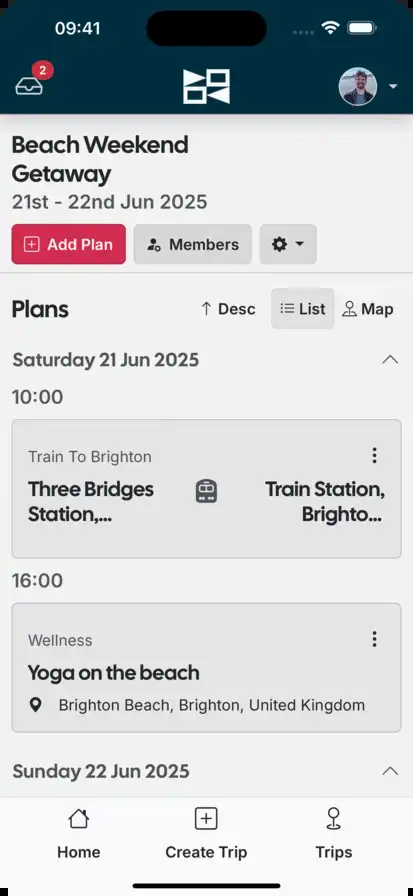 09:41
2
Beach Weekend
Getaway
21st - 22nd Jun 2025
Add Plan
Members
Plans
↑ Desc
List
Map
Saturday 21 Jun 2025
10:00
Train To Brighton
Three Bridges
Station,...
Train Station,
Brighto...
16:00
Wellness
Yoga on the beach
Brighton Beach, Brighton, United Kingdom
Sunday 22 Jun 2025
Home
Create Trip
Trips